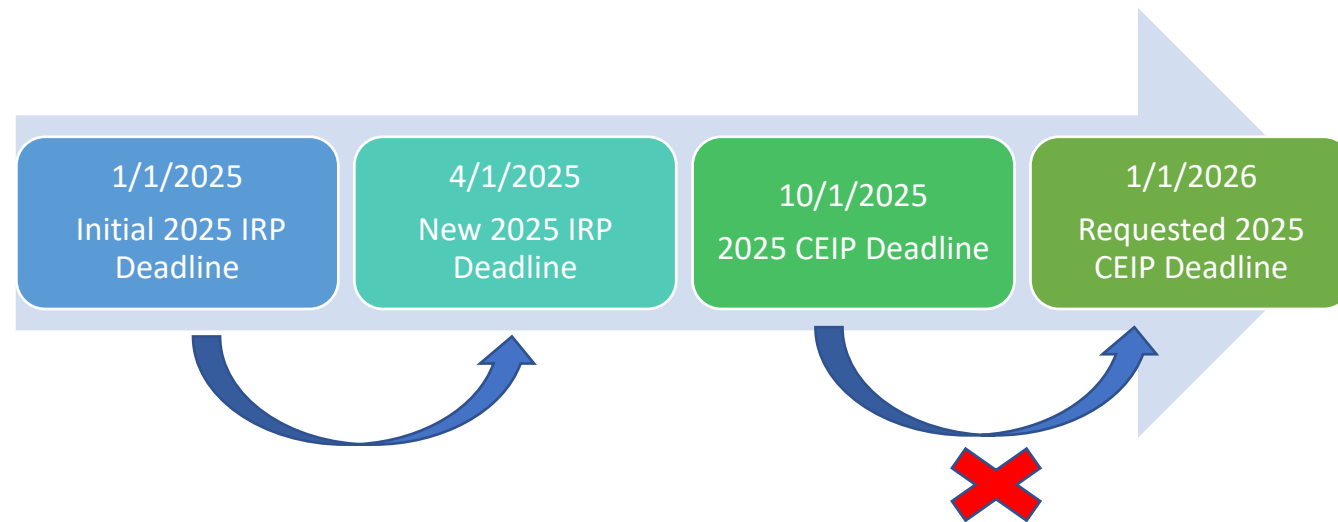 1/1/2025
Initial 2025 IRP
Deadline
4/1/2025
New 2025 IRP
Deadline
10/1/2025
2025 CEIP Deadline
1/1/2026
Requested 2025
CEIP Deadline